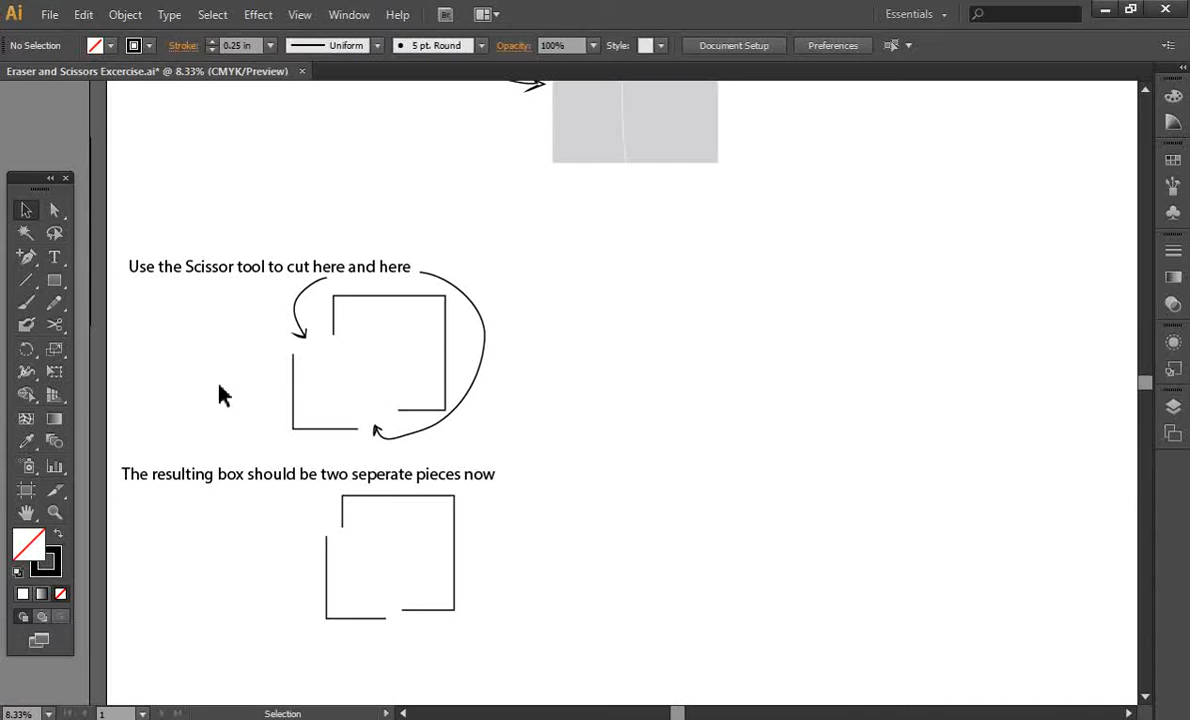 Ai File Edit Object Type Select Effect View Window Help Br Essentials
No Selection Stroke: 0.25 in Uniform 5 pt. Round Opacity: 100% Style: Document Setup Preferences
Eraser and Scissors Excercise.ai* @ 8.33% (CMYK/Preview)
Use the Scissor tool to cut here and here
The resulting box should be two seperate pieces now
8.33% 1 Selection